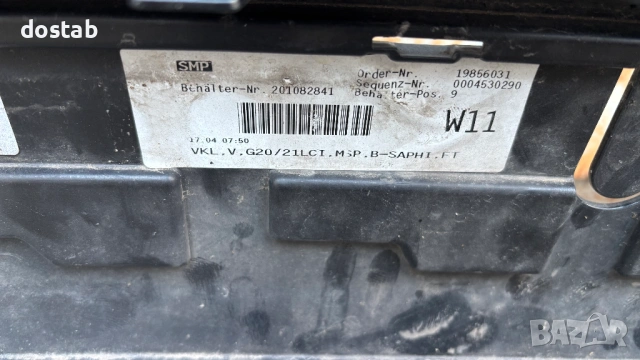 dostab
SMP
Order-Nr. 19856031
Sequenz-Nr. 0004530290
Behälter-Nr. 201082841
Behälter-Pos. 9
W11
17.04 07:50
VKL.V.G20/21LCI.MSP.B-SAPHI.FT
BAZAR